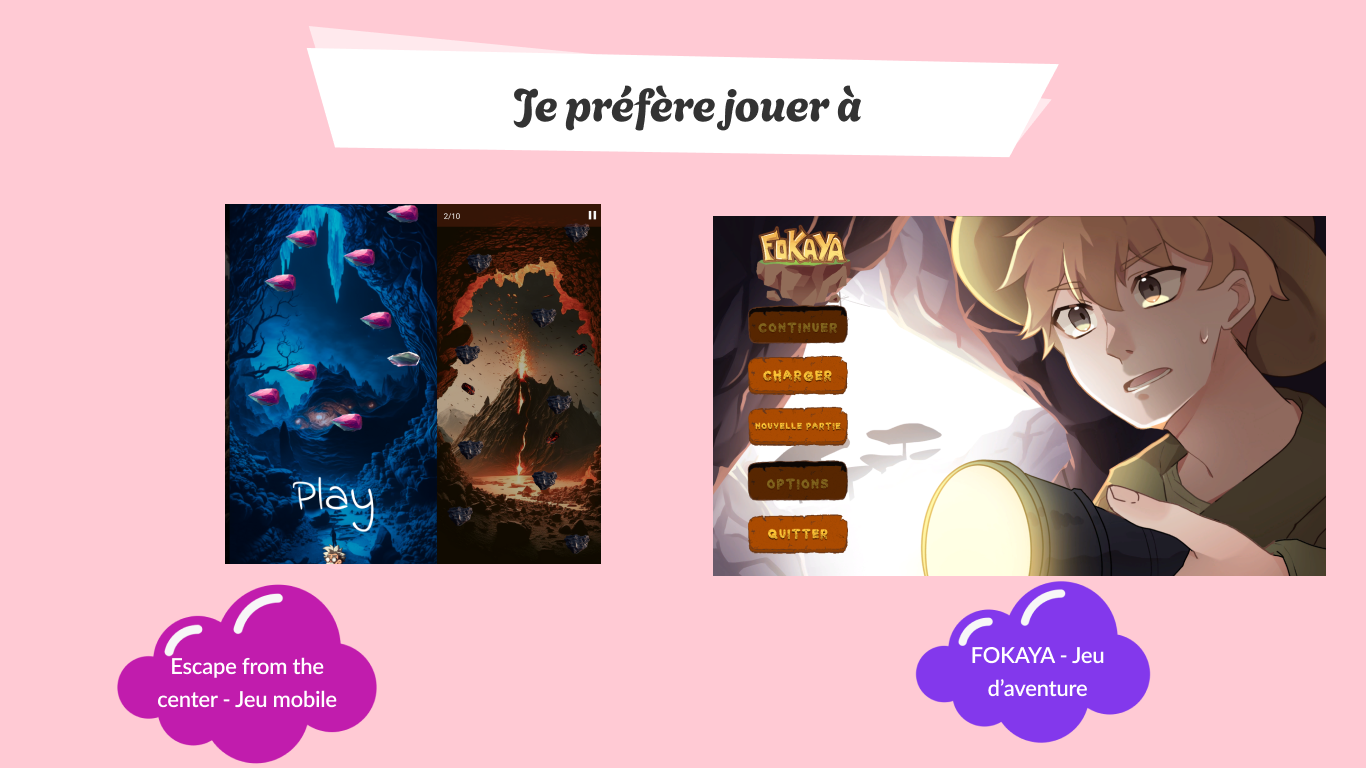 Je préfère jouer à
2/10
Play
FOKAYA
CONTINUER
CHARGER
NOUVELLE PARTIE
OPTIONS
QUITTER
Escape from the
center - Jeu mobile
FOKAYA - Jeu
d’aventure